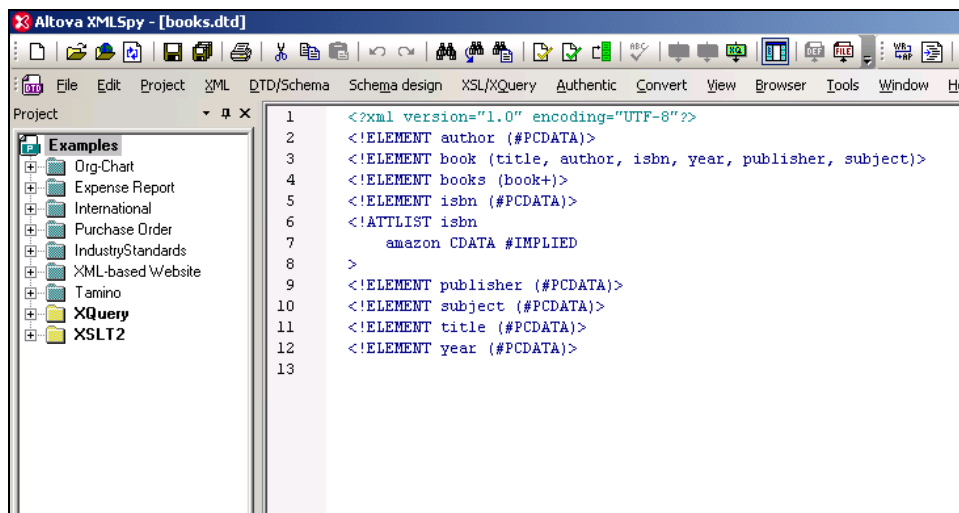 Altova XMLSpy - [books.dtd]
File Edit Project XML DTD/Schema Schema design XSL/XQuery Authentic Convert View Browser Tools Window
Project
Examples
Org-Chart
Expense Report
International
Purchase Order
IndustryStandards
XML-based Website
Tamino
XQuery
XSLT2
1 <?xml version="1.0" encoding="UTF-8"?>
2 <!ELEMENT author (#PCDATA)>
3 <!ELEMENT book (title, author, isbn, year, publisher, subject)>
4 <!ELEMENT books (book+)>
5 <!ELEMENT isbn (#PCDATA)>
6 <!ATTLIST isbn
7 amazon CDATA #IMPLIED
8 >
9 <!ELEMENT publisher (#PCDATA)>
10 <!ELEMENT subject (#PCDATA)>
11 <!ELEMENT title (#PCDATA)>
12 <!ELEMENT year (#PCDATA)>
13